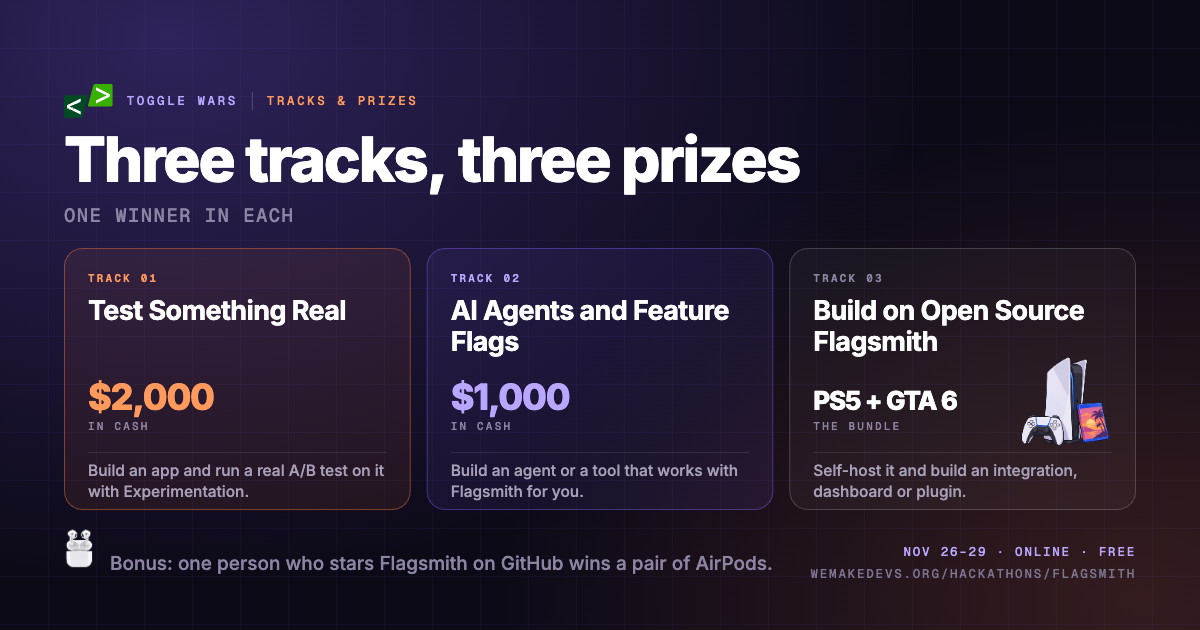 < > TOGGLE WARS | TRACKS & PRIZES
Three tracks, three prizes
ONE WINNER IN EACH
TRACK 01
Test Something Real
$2,000
IN CASH
Build an app and run a real A/B test on it
with Experimentation.
TRACK 02
AI Agents and Feature
Flags
$1,000
IN CASH
Build an agent or a tool that works with
Flagsmith for you.
TRACK 03
Build on Open Source
Flagsmith
PS5 + GTA 6
THE BUNDLE
Self-host it and build an integration,
dashboard or plugin.
Bonus: one person who stars Flagsmith on GitHub wins a pair of AirPods.
NOV 26–29 · ONLINE · FREE
WEMAKEDEVS.ORG/HACKATHONS/FLAGSMITH